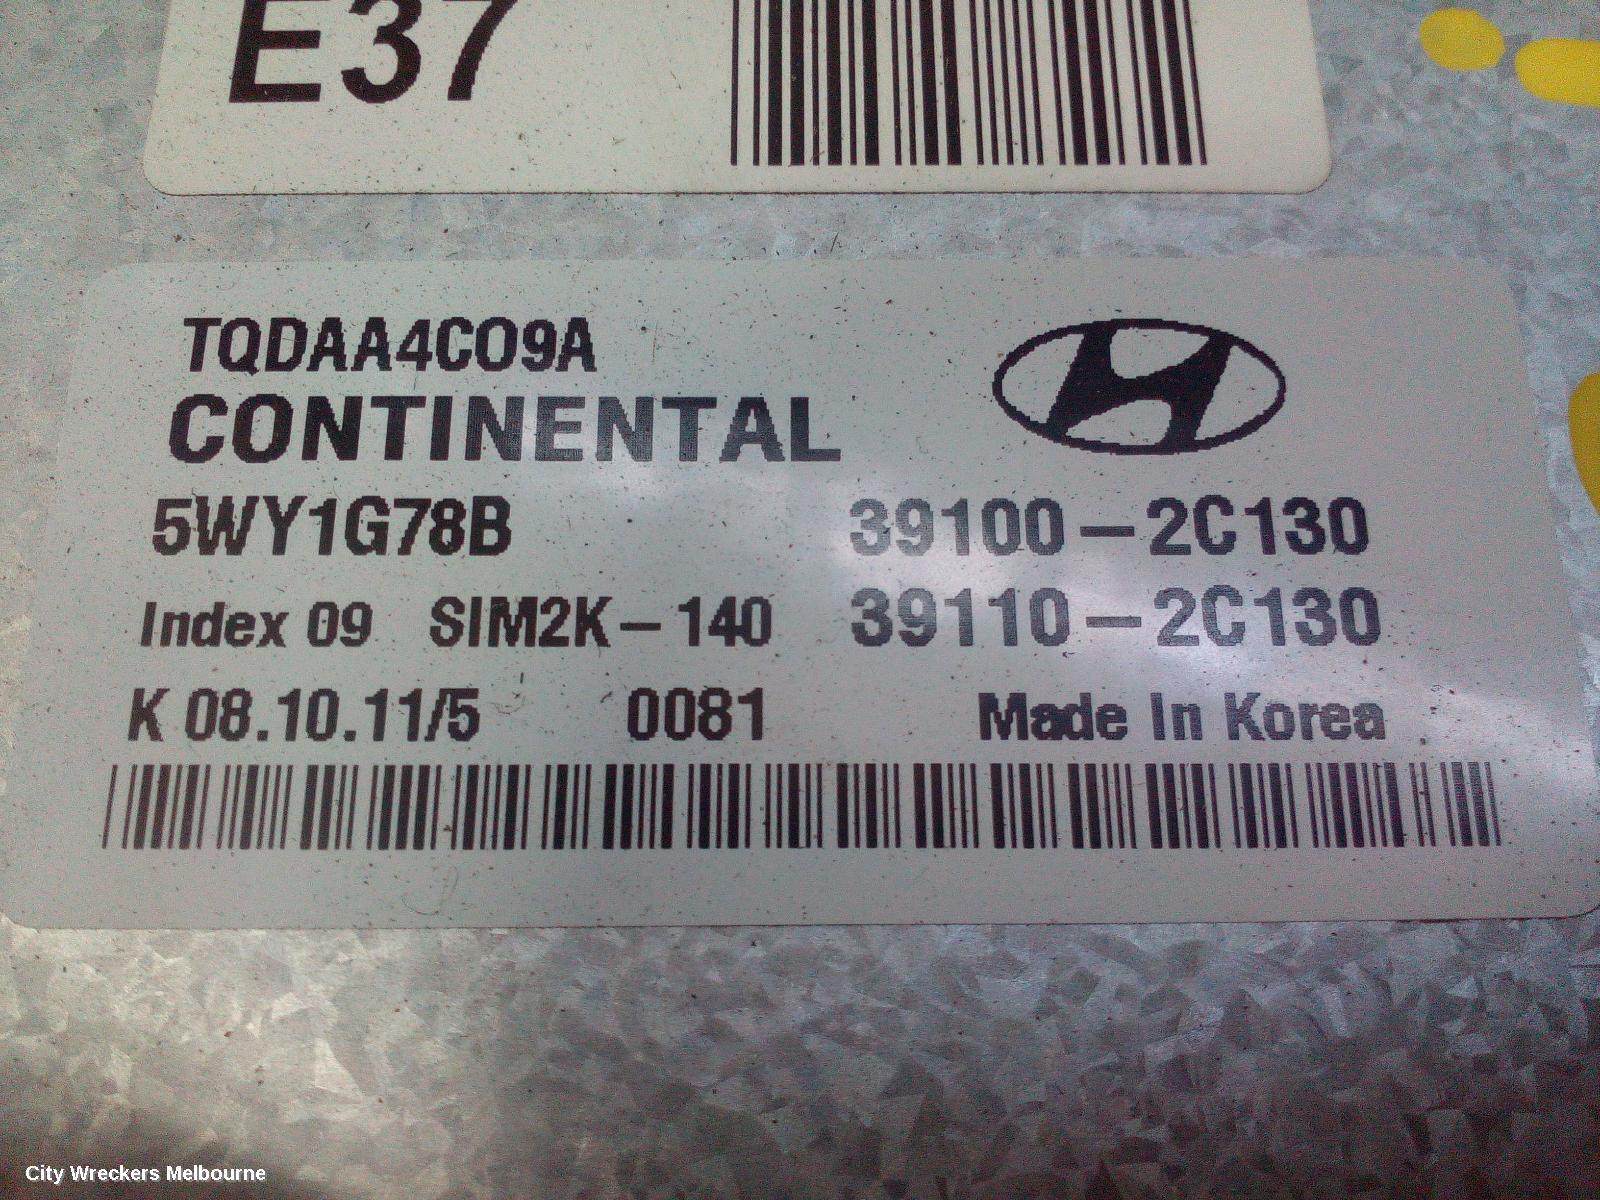 E37
TQDAA4CO9A
CONTINENTAL
5WY1G78B 39100-2C130
Index 09 SIM2K-140 39110-2C130
K 08.10.11/5 0081 Made In Korea
City Wreckers Melbourne